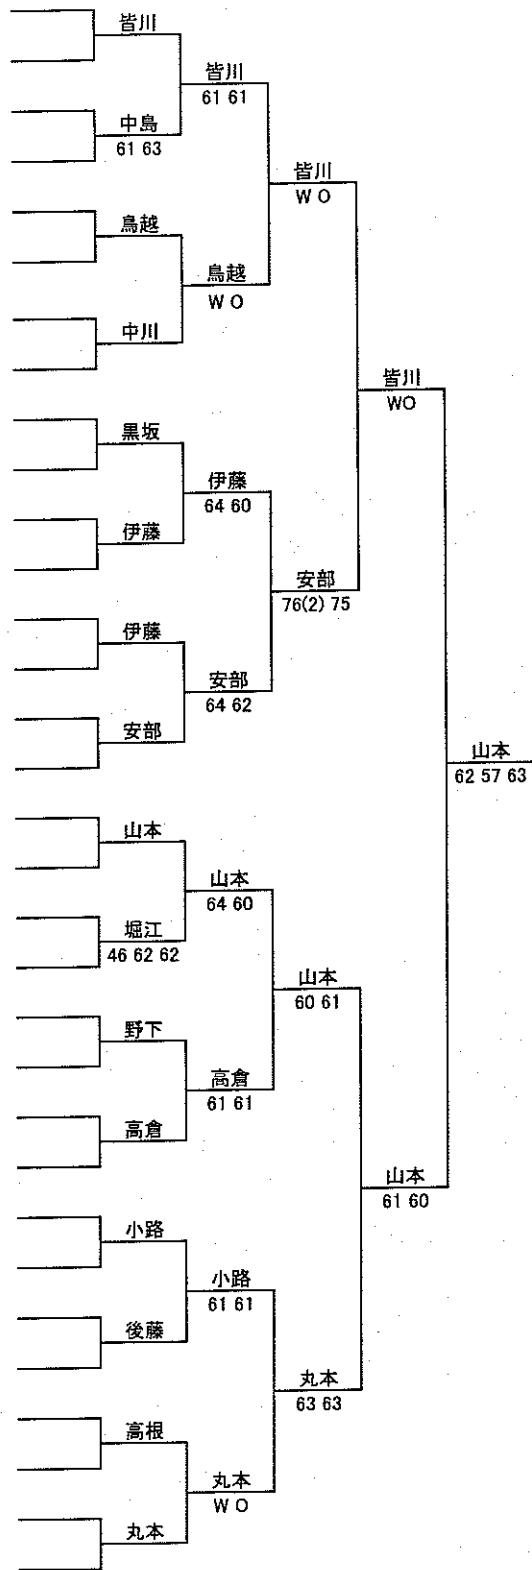 皆川
皆川
61 61
中島
61 63
皆川
W O
鳥越
鳥越
W O
中川
皆川
WO
黒坂
伊藤
64 60
伊藤
安部
76(2) 75
伊藤
安部
64 62
安部
山本
62 57 63
山本
山本
64 60
堀江
46 62 62
山本
60 61
野下
高倉
61 61
高倉
山本
61 60
小路
小路
61 61
後藤
丸本
63 63
高根
丸本
W O
丸本